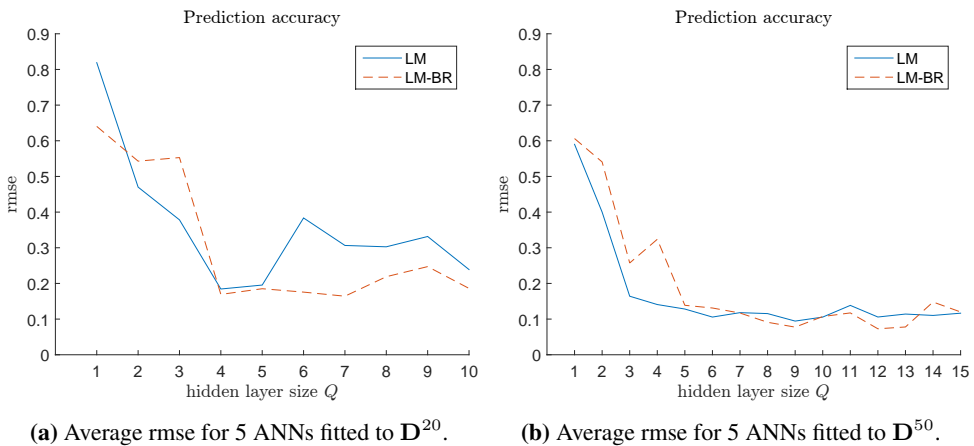 Prediction accuracy
0.9
0.8
0.7
0.6
0.5
0.4
0.3
0.2
0.1
0
rmse
LM
LM-BR
1 2 3 4 5 6 7 8 9 10
hidden layer size Q
(a) Average rmse for 5 ANNs fitted to D²⁰.
Prediction accuracy
0.9
0.8
0.7
0.6
0.5
0.4
0.3
0.2
0.1
0
rmse
LM
LM-BR
1 2 3 4 5 6 7 8 9 10 11 12 13 14 15
hidden layer size Q
(b) Average rmse for 5 ANNs fitted to D⁵⁰.